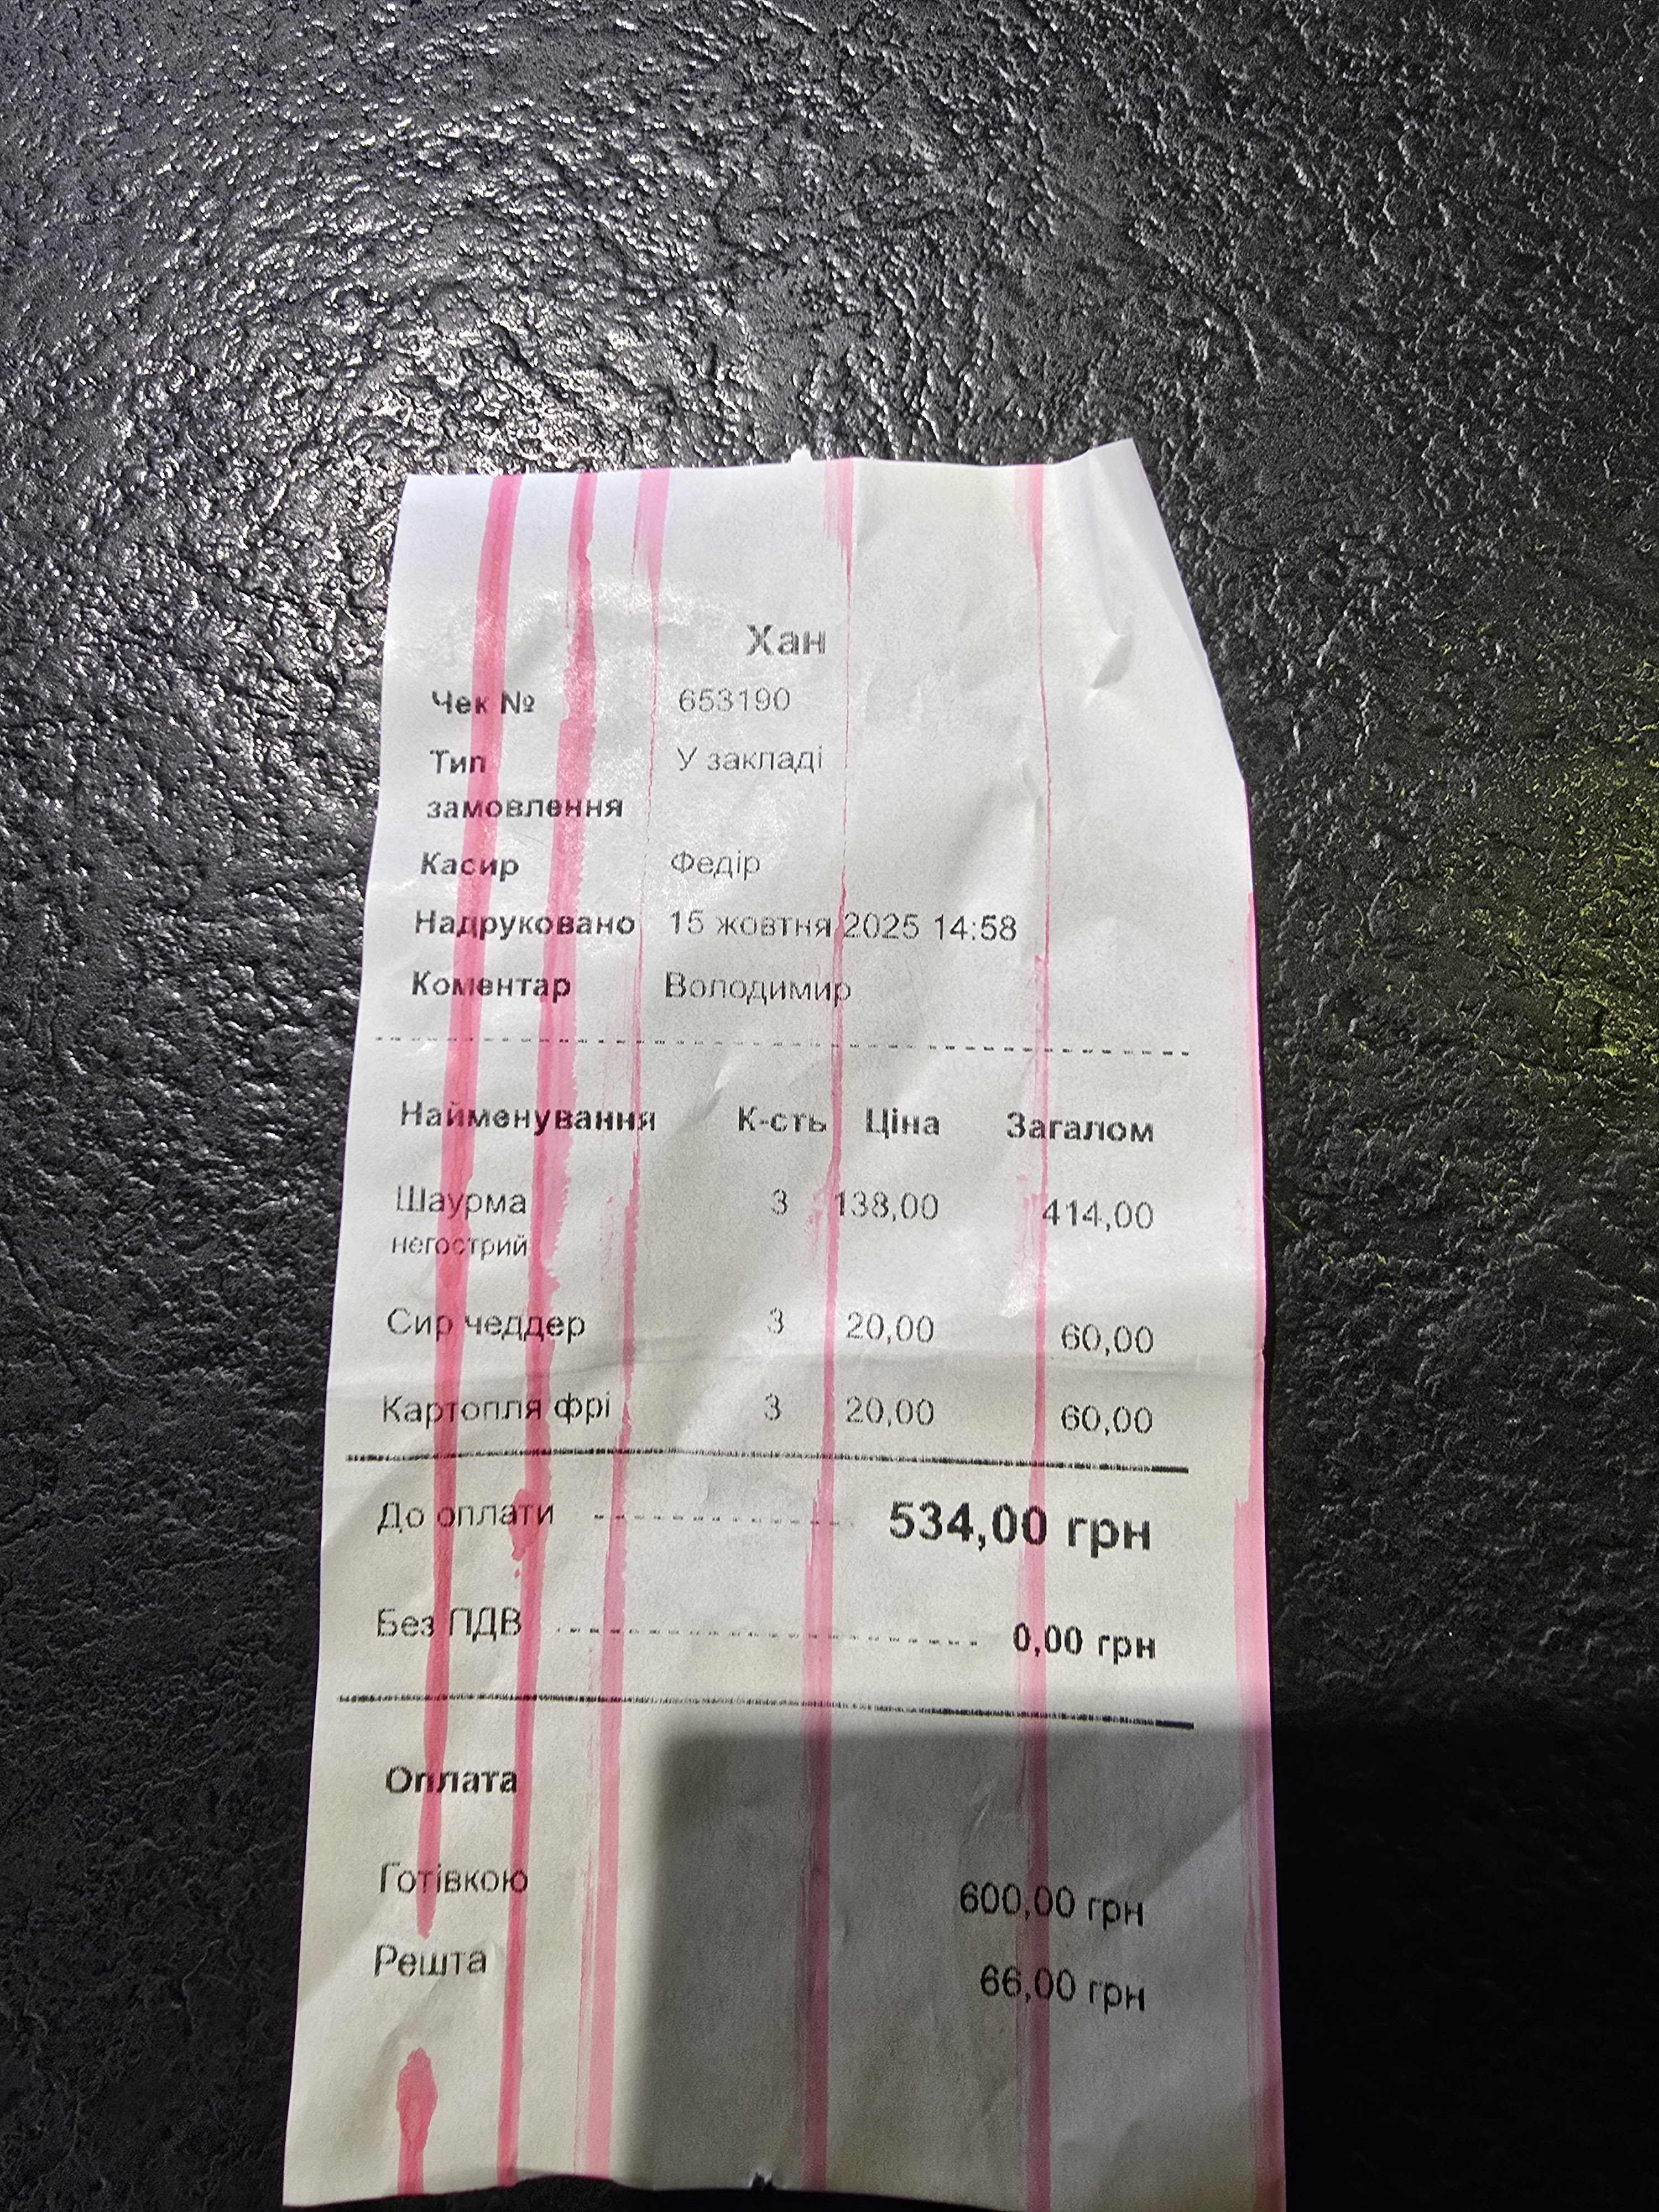 Хан
Чек № 653190
Тип замовлення У закладі
Касир Федір
Надруковано 15 жовтня 2025 14:58
Коментар Володимир
Найменування К-сть Ціна Загалом
Шаурма 3 138,00 414,00
негострий
Сир чеддер 3 20,00 60,00
Картопля фрі 3 20,00 60,00
До оплати 534,00 грн
Без ПДВ 0,00 грн
Оплата
Готівкою 600,00 грн
Решта 66,00 грн